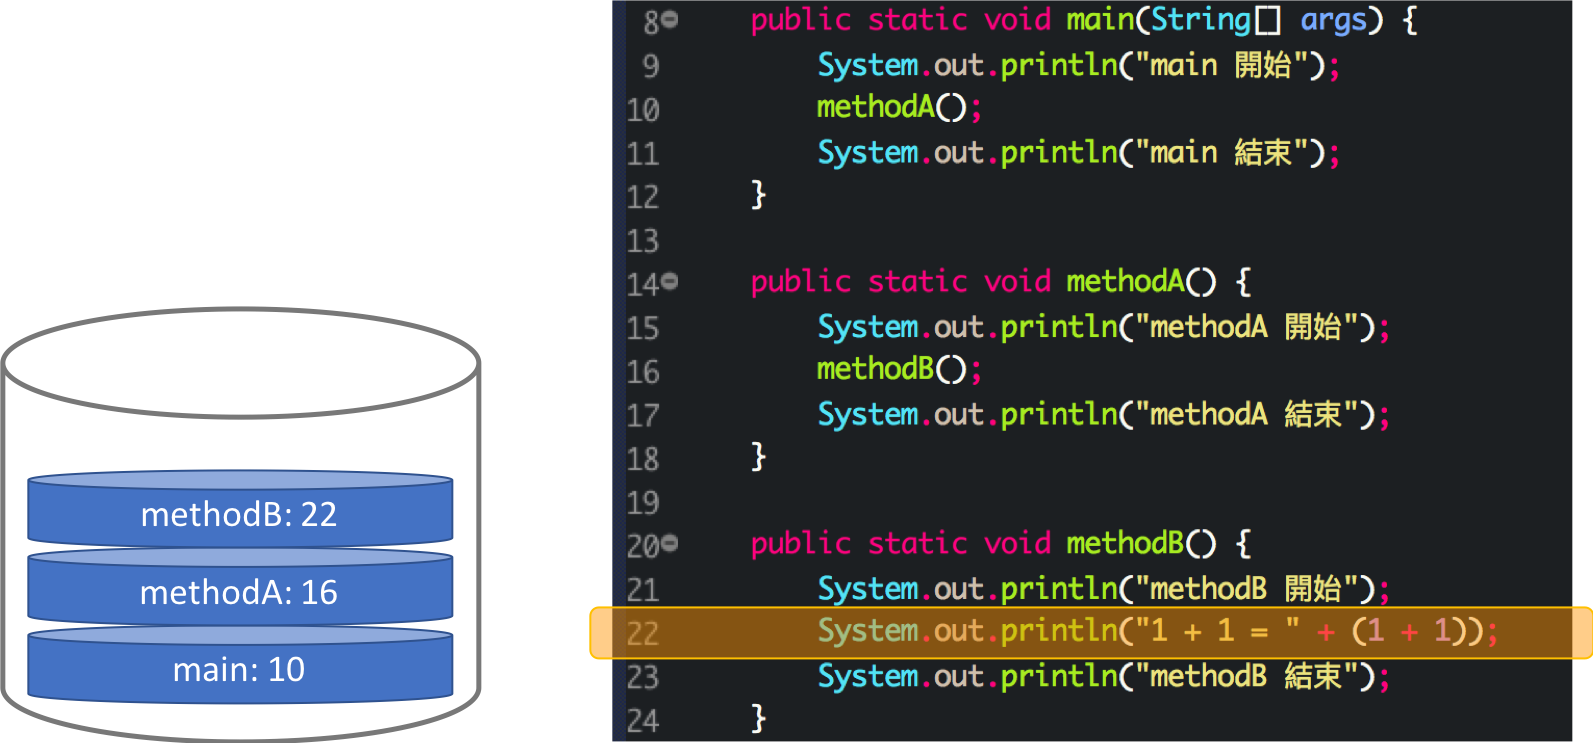 methodB: 22
methodA: 16
main: 10
8 public static void main(String[] args) {
9 System.out.println("main 開始");
10 methodA();
11 System.out.println("main 結束");
12 }
13
14 public static void methodA() {
15 System.out.println("methodA 開始");
16 methodB();
17 System.out.println("methodA 結束");
18 }
19
20 public static void methodB() {
21 System.out.println("methodB 開始");
22 System.out.println("1 + 1 = " + (1 + 1));
23 System.out.println("methodB 結束");
24 }